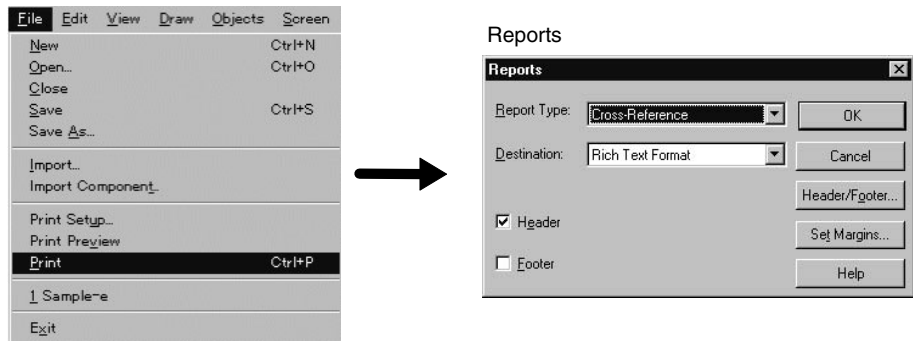 File Edit View Draw Objects Screen
New Ctrl+N
Open... Ctrl+O
Close
Save Ctrl+S
Save As...
Import...
Import Component..
Print Setup...
Print Preview
Print Ctrl+P
1 Sample-e
Exit
Reports
Reports
Report Type: Cross-Reference OK
Destination: Rich Text Format Cancel
Header/Footer...
Header
Set Margins...
Footer
Help